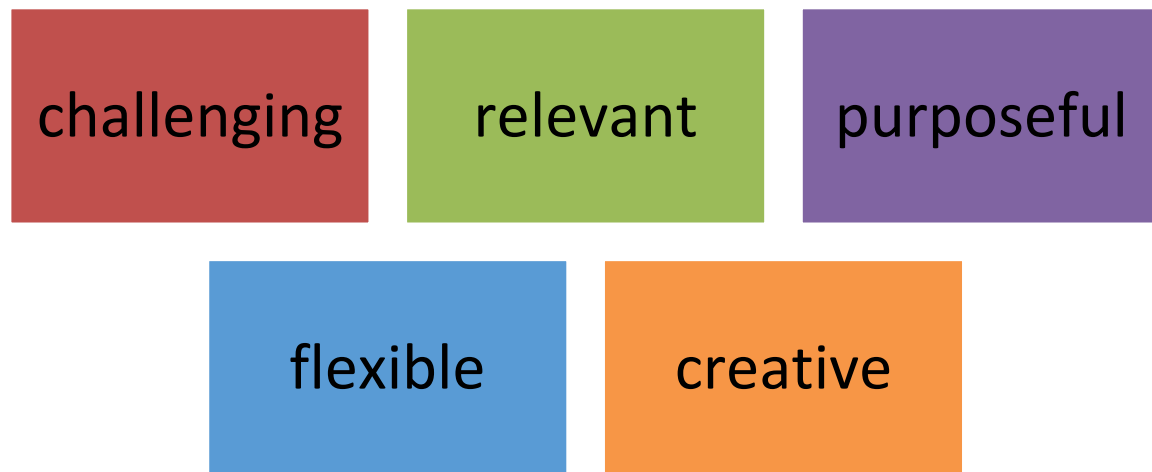 challenging
relevant
purposeful
flexible
creative